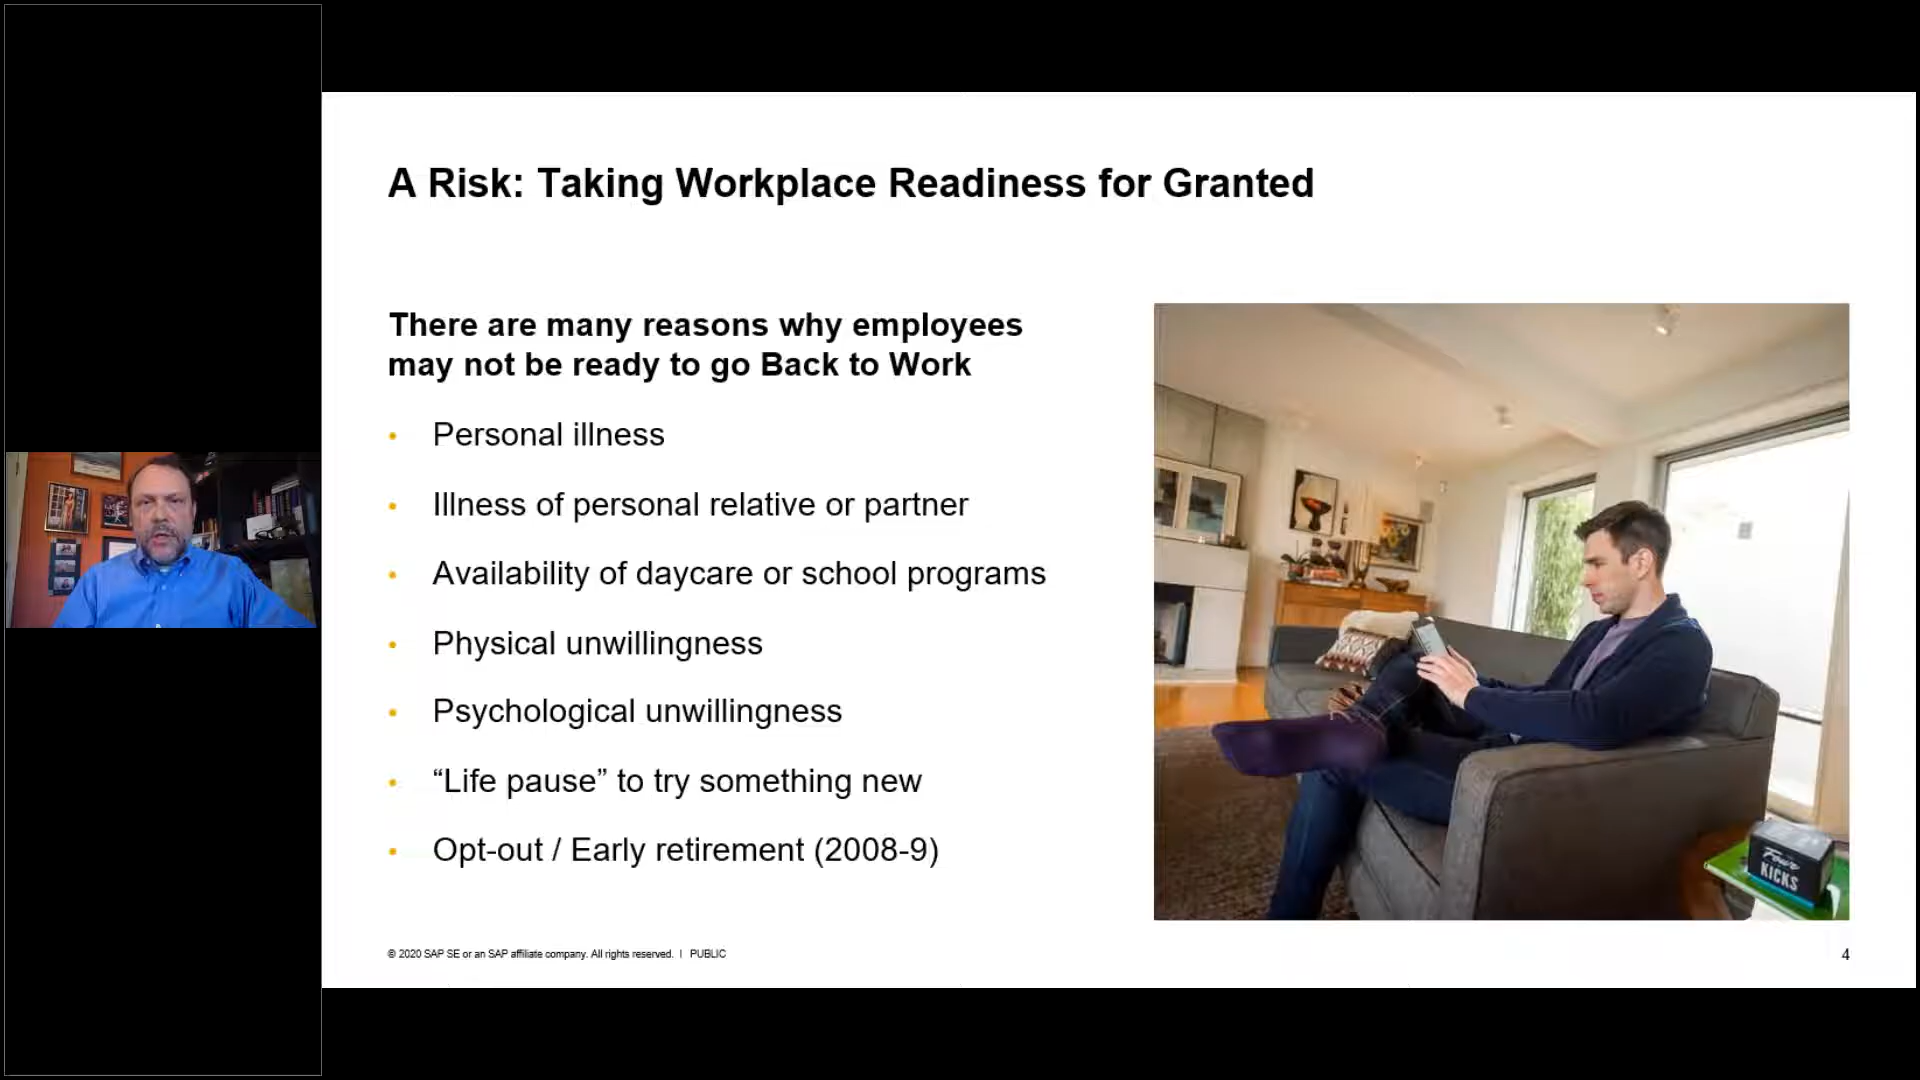 A Risk: Taking Workplace Readiness for Granted
There are many reasons why employees
may not be ready to go Back to Work
• Personal illness
• Illness of personal relative or partner
• Availability of daycare or school programs
• Physical unwillingness
• Psychological unwillingness
• “Life pause” to try something new
• Opt-out / Early retirement (2008-9)
Four
KICKS
© 2020 SAP SE or an SAP affiliate company. All rights reserved. | PUBLIC
4